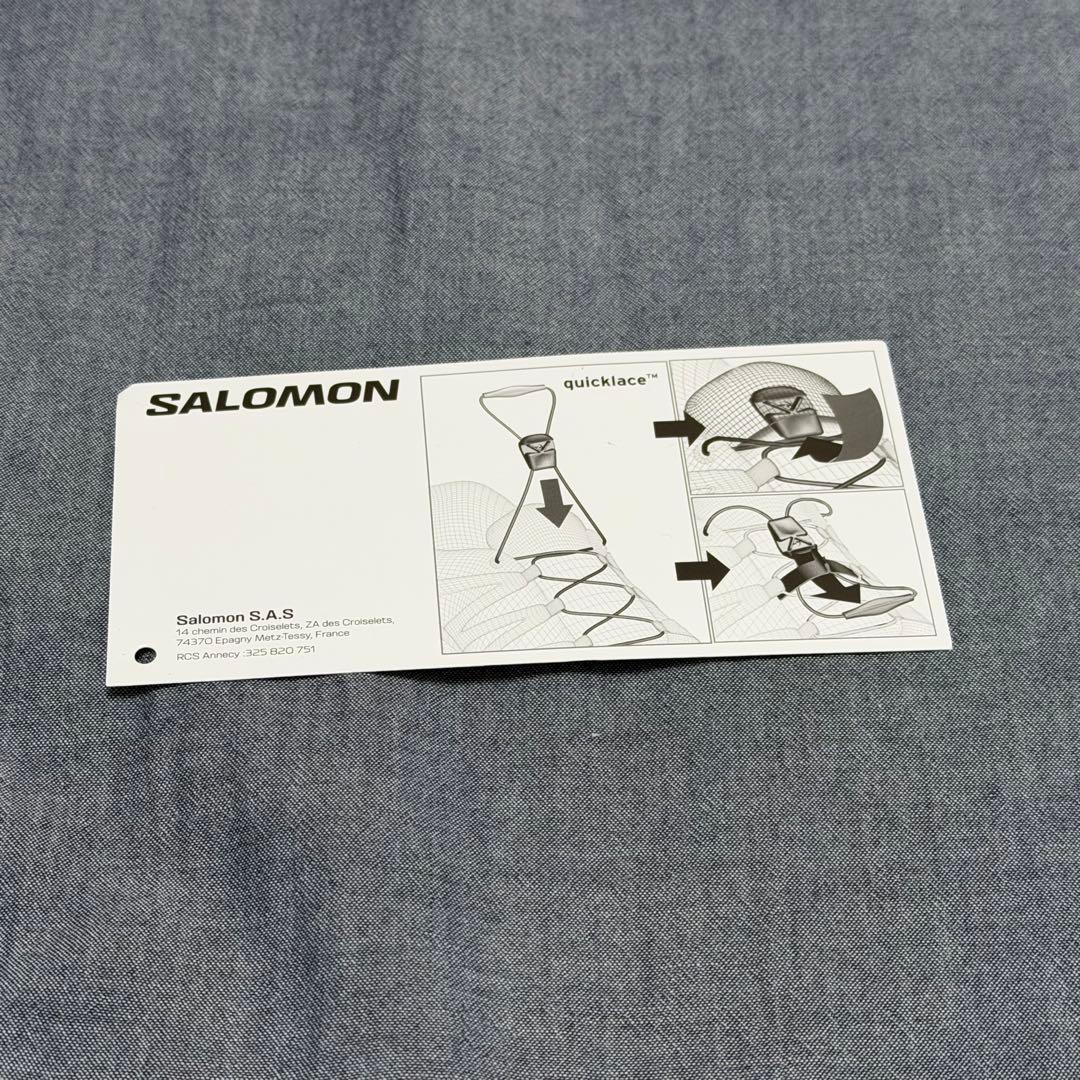 SALOMON
quicklace™
Salomon S.A.S
14 chemin des Croiselets, ZA des Croiselets,
74370 Epagny Metz-Tessy, France
RCS Annecy :325 820 751